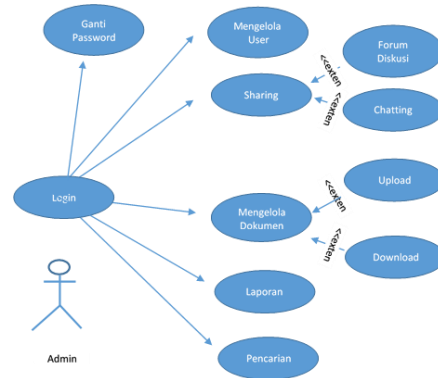 Ganti
Password
Mengelola
User
Forum
Diskusi
<<exten
Sharing
<<exten
Chatting
Login
Upload
<<exten
Mengelola
Dokumen
<<exten
Download
Laporan
Pencarian
Admin